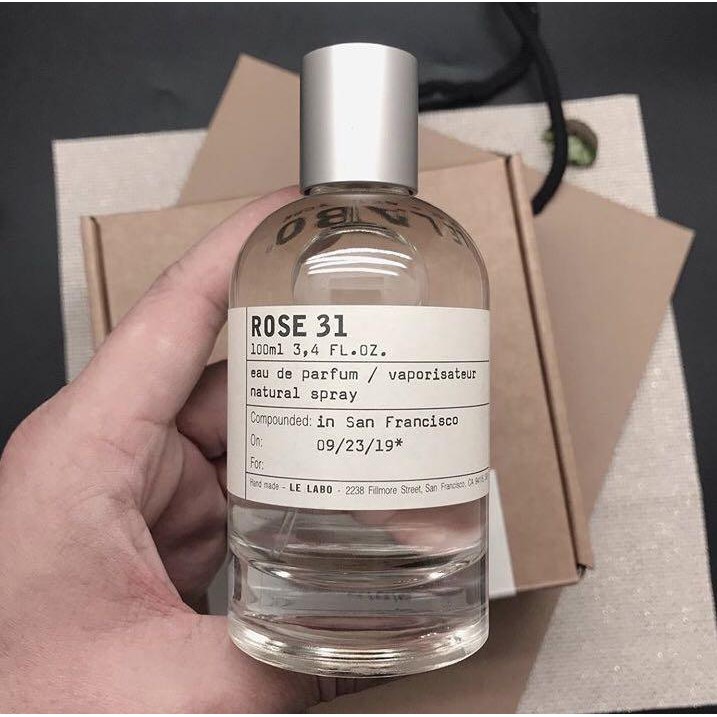 ROSE 31
100ml 3,4 FL.OZ.
eau de parfum / vaporisateur
natural spray
Compounded: in San Francisco
On: 09/23/19*
For:
Hand made - LE LABO - 2238 Fillmore Street, San Francisco, CA